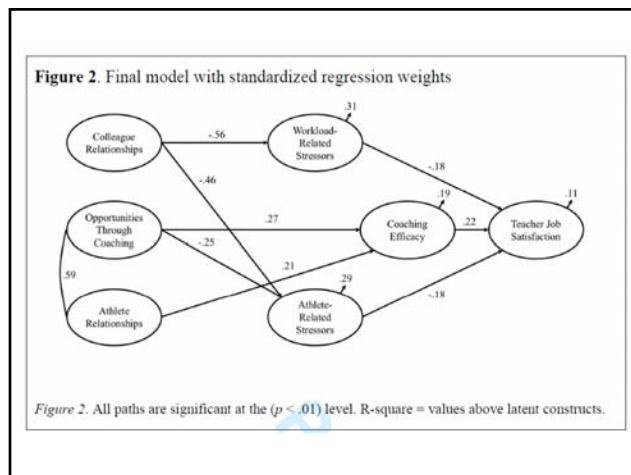 Figure 2. Final model with standardized regression weights
.31
Colleague
Relationships
-.56
Workload-
Related
Stressors
-.18
-.46
.19
.11
Opportunities
Through
Coaching
.27
Coaching
Efficacy
.22
Teacher Job
Satisfaction
-.25
.59
.21
.29
-.18
Athlete
Relationships
Athlete-
Related
Stressors
Figure 2. All paths are significant at the (p < .01) level. R-square = values above latent constructs.